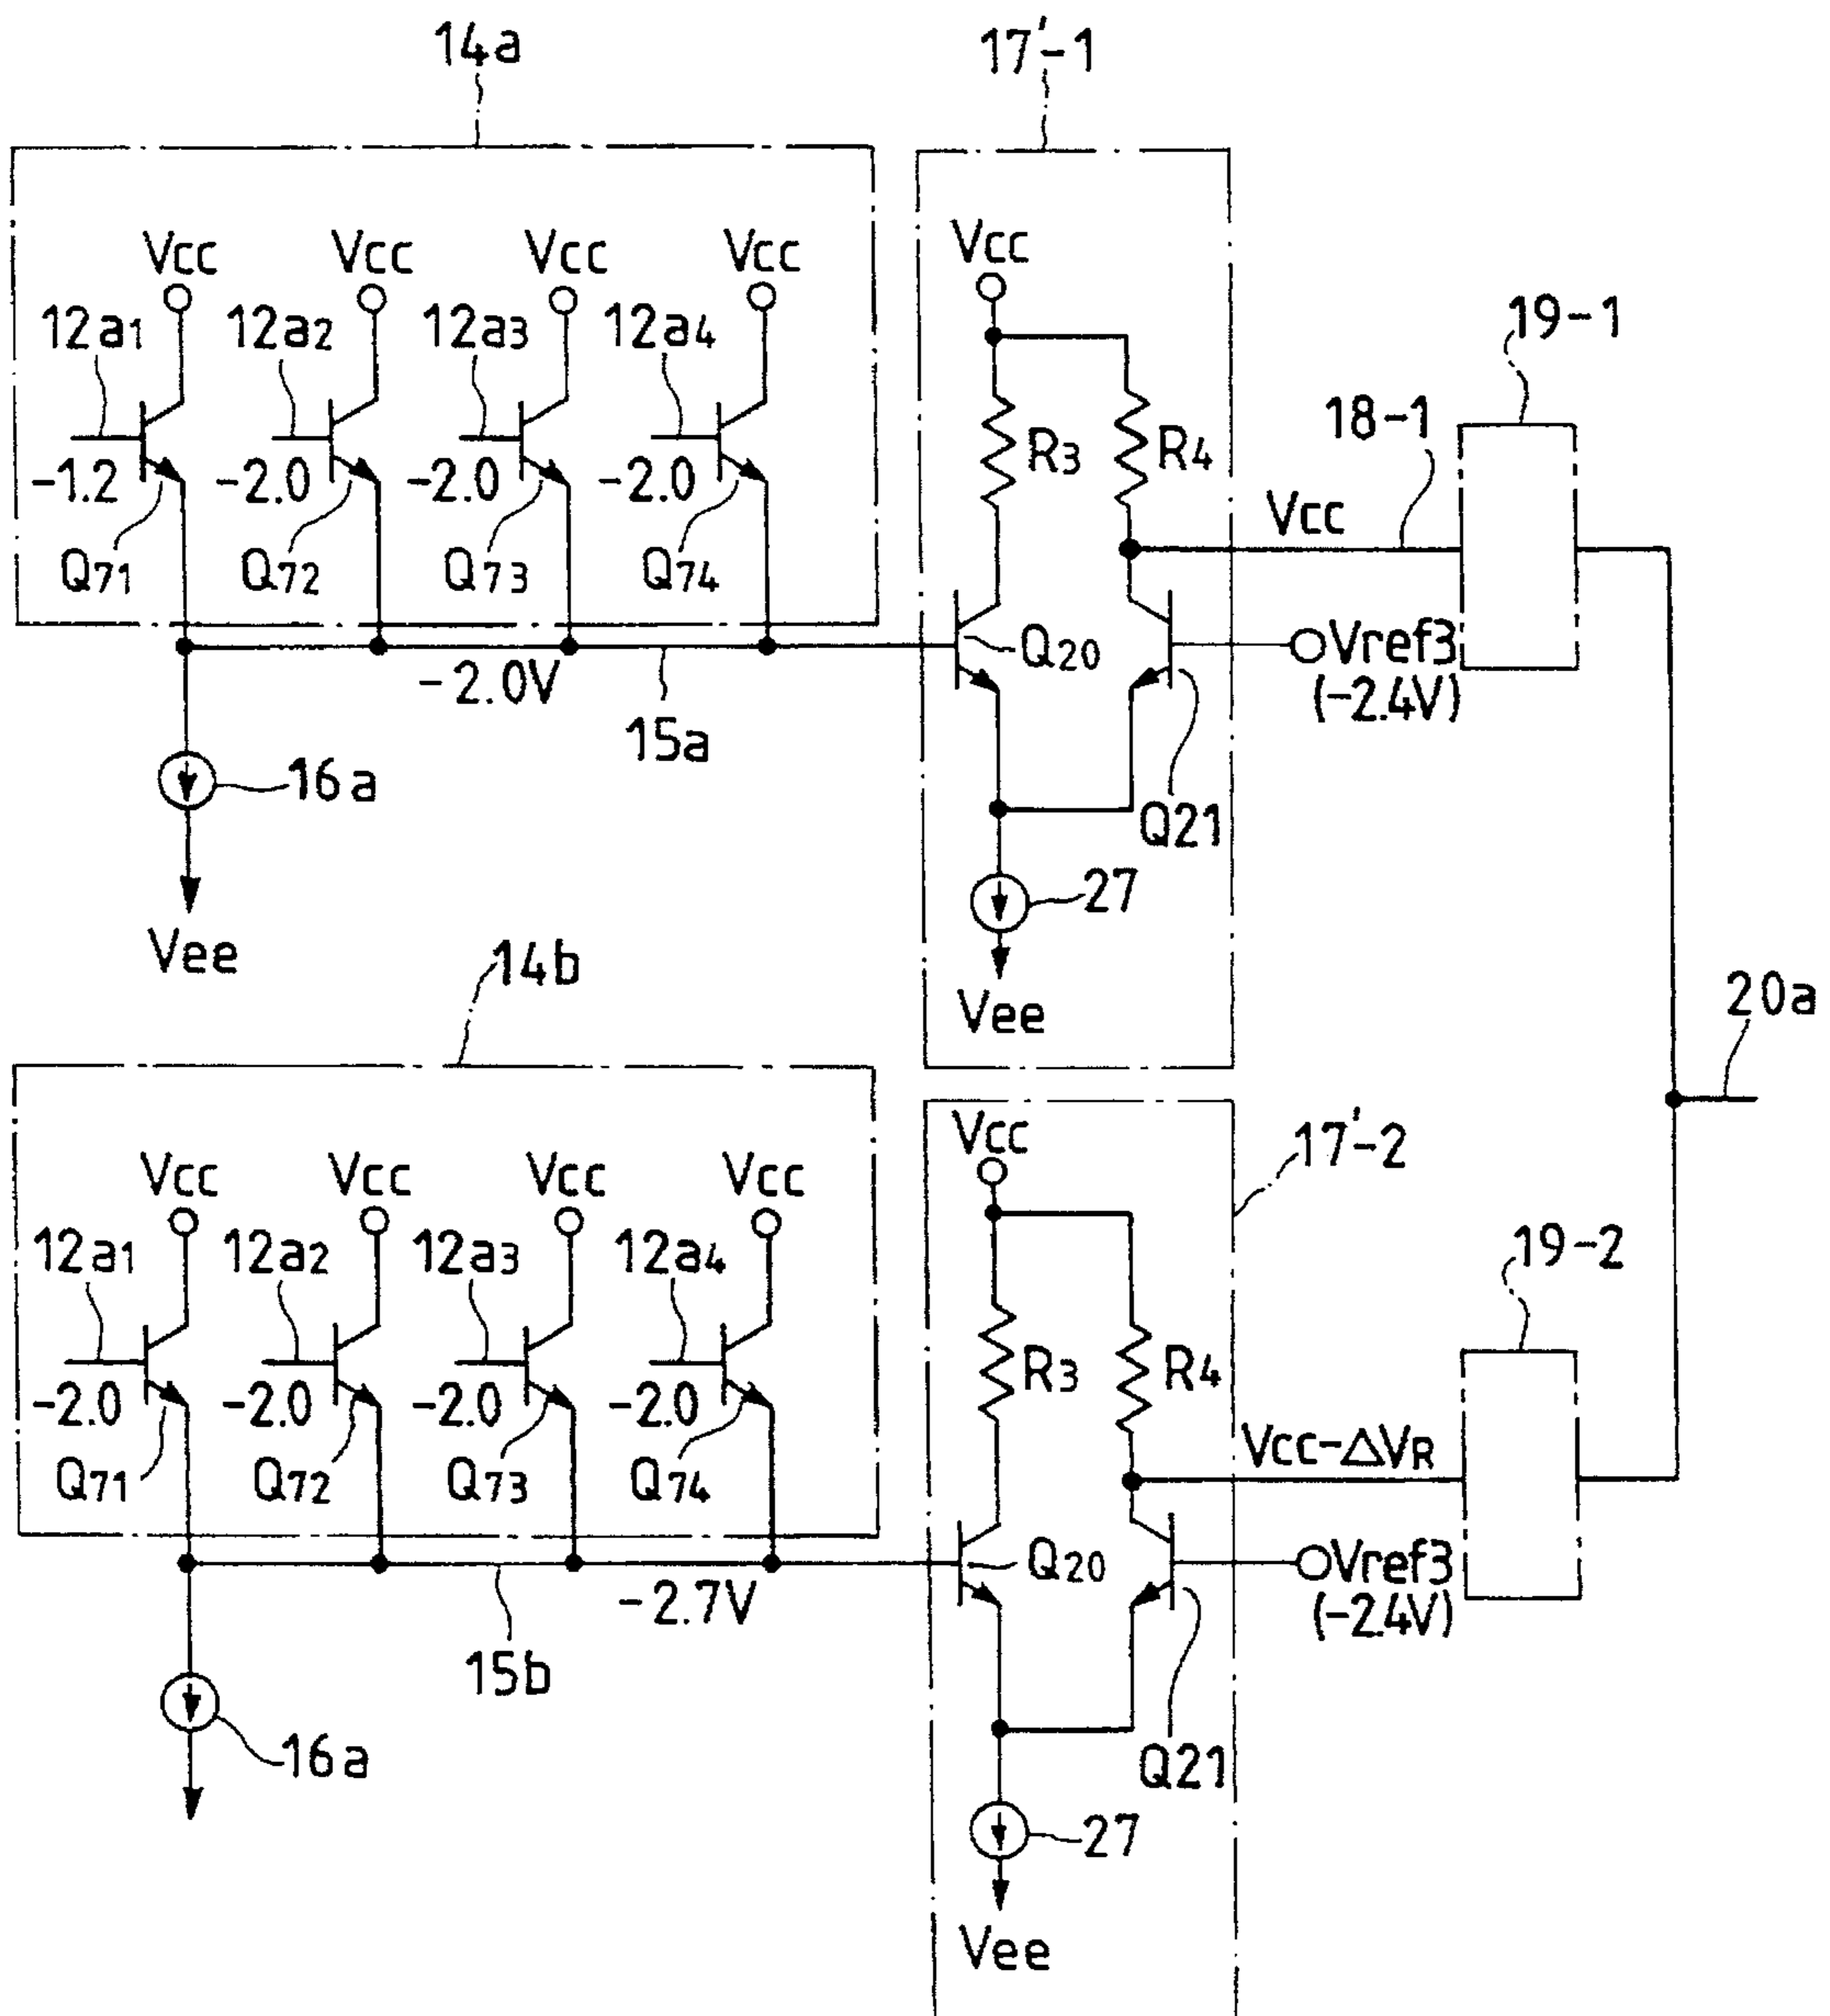 14a
17'-1
Vcc Vcc Vcc Vcc
Vcc
12a1 12a2 12a3 12a4
19-1
18-1
R3 R4
-1.2 -2.0 -2.0 -2.0
Vcc
Q71 Q72 Q73 Q74
Q20
Vref3
(-2.4V)
-2.0V
15a
16a
Q21
27
Vee
14b
Vee
20a
Vcc
17'-2
Vcc Vcc Vcc Vcc
12a1 12a2 12a3 12a4
19-2
R3 R4
-2.0 -2.0 -2.0 -2.0
Vcc-ΔVR
Q71 Q72 Q73 Q74
Q20
Vref3
(-2.4V)
-2.7V
15b
16a
Q21
27
Vee